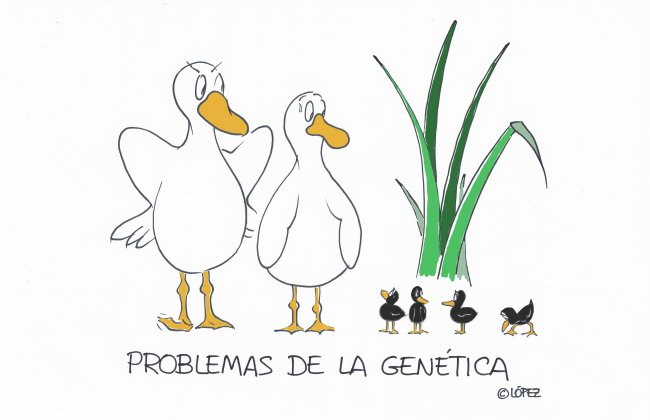 PROBLEMAS DE LA GENÉTICA
©LÓPEZ